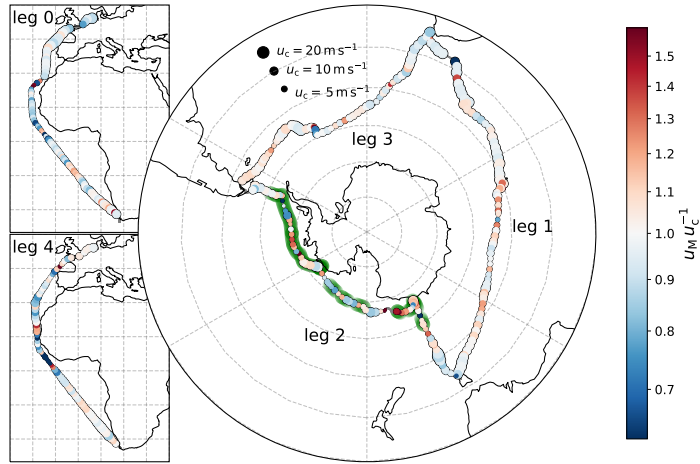 leg 0
u_c = 20 m s⁻¹
u_c = 10 m s⁻¹
u_c = 5 m s⁻¹
leg 3
leg 1
leg 4
leg 2
1.5
1.4
1.3
1.2
1.1
1.0
0.9
0.8
0.7
u_M u_c⁻¹